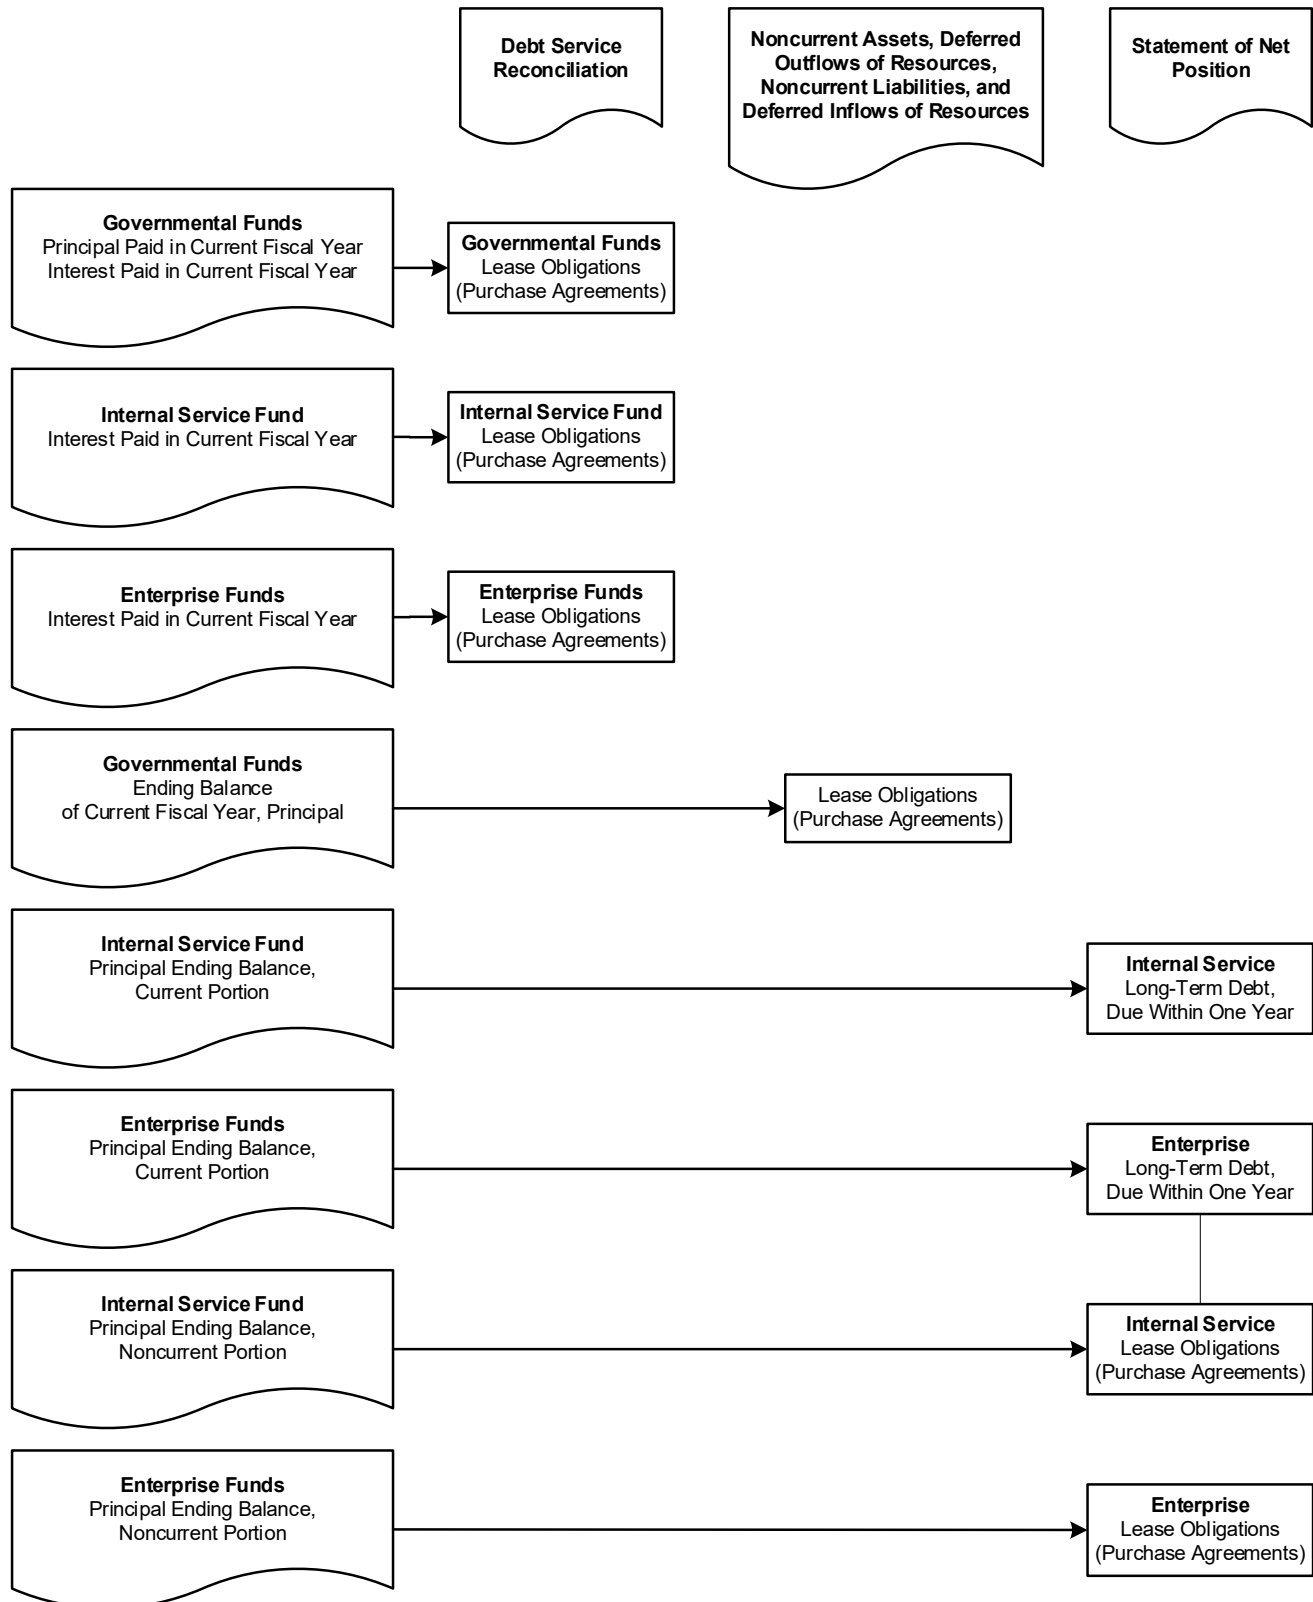 Debt Service
Reconciliation
Noncurrent Assets, Deferred
Outflows of Resources,
Noncurrent Liabilities, and
Deferred Inflows of Resources
Statement of Net
Position
Governmental Funds
Principal Paid in Current Fiscal Year
Interest Paid in Current Fiscal Year
Governmental Funds
Lease Obligations
(Purchase Agreements)
Internal Service Fund
Interest Paid in Current Fiscal Year
Internal Service Fund
Lease Obligations
(Purchase Agreements)
Enterprise Funds
Interest Paid in Current Fiscal Year
Enterprise Funds
Lease Obligations
(Purchase Agreements)
Governmental Funds
Ending Balance
of Current Fiscal Year, Principal
Lease Obligations
(Purchase Agreements)
Internal Service Fund
Principal Ending Balance,
Current Portion
Internal Service
Long-Term Debt,
Due Within One Year
Enterprise Funds
Principal Ending Balance,
Current Portion
Enterprise
Long-Term Debt,
Due Within One Year
Internal Service Fund
Principal Ending Balance,
Noncurrent Portion
Internal Service
Lease Obligations
(Purchase Agreements)
Enterprise Funds
Principal Ending Balance,
Noncurrent Portion
Enterprise
Lease Obligations
(Purchase Agreements)